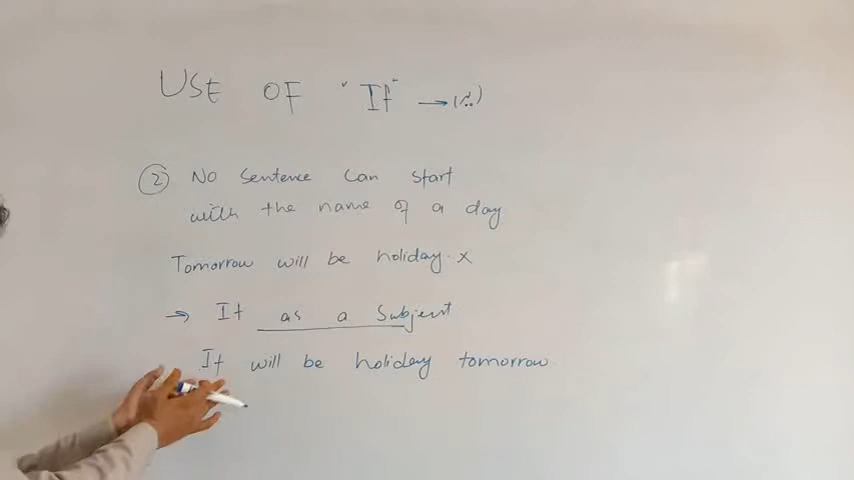 USE OF "It" →
② No Sentence Can start
with the name of a day
Tomorrow will be holiday. x
→ It as a Subject
It will be holiday tomorrow